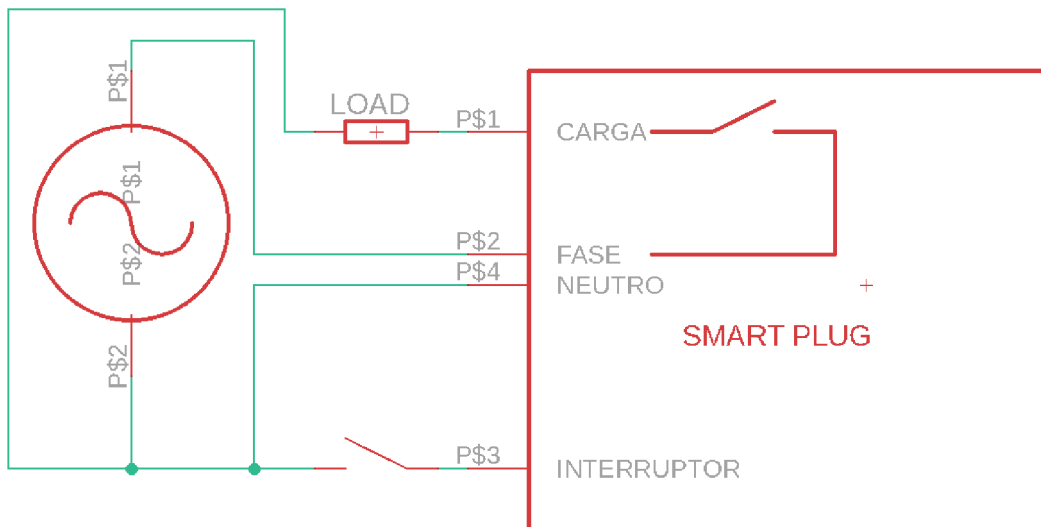 P$1
P$1
P$2
P$2
LOAD
P$1
CARGA
P$2
FASE
P$4
NEUTRO
SMART PLUG
P$3
INTERRUPTOR